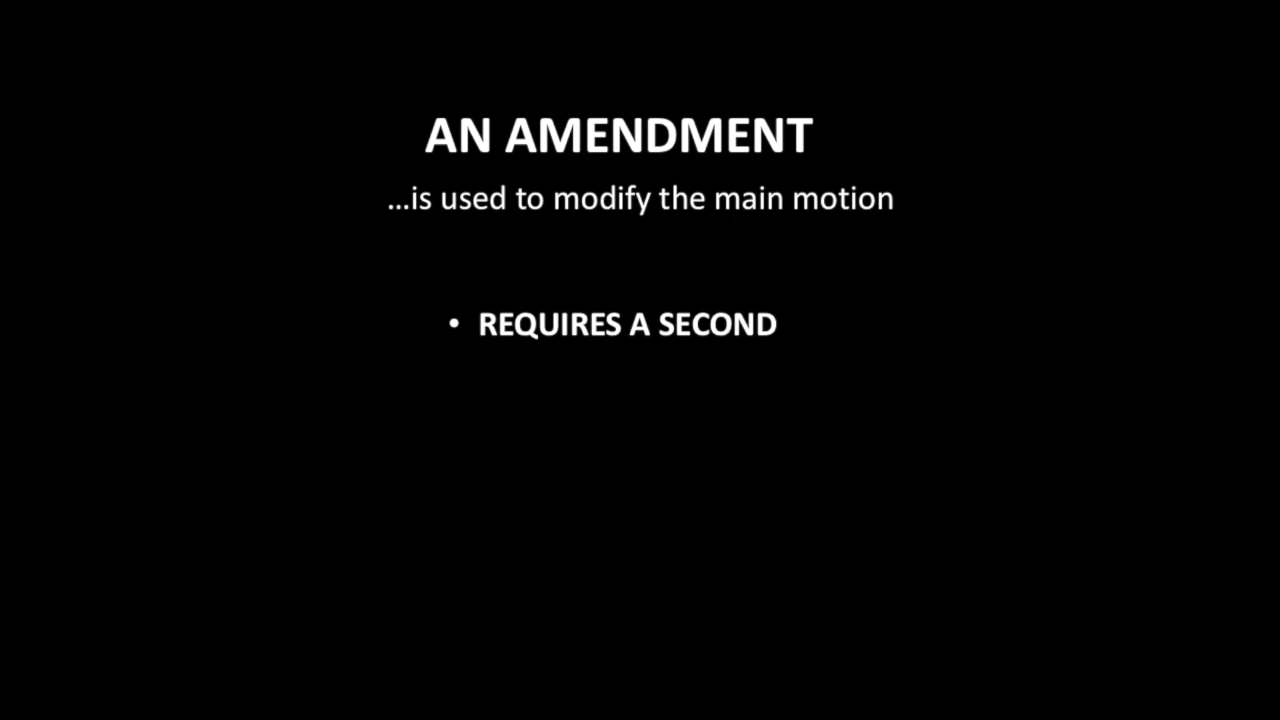 AN AMENDMENT
...is used to modify the main motion
• REQUIRES A SECOND